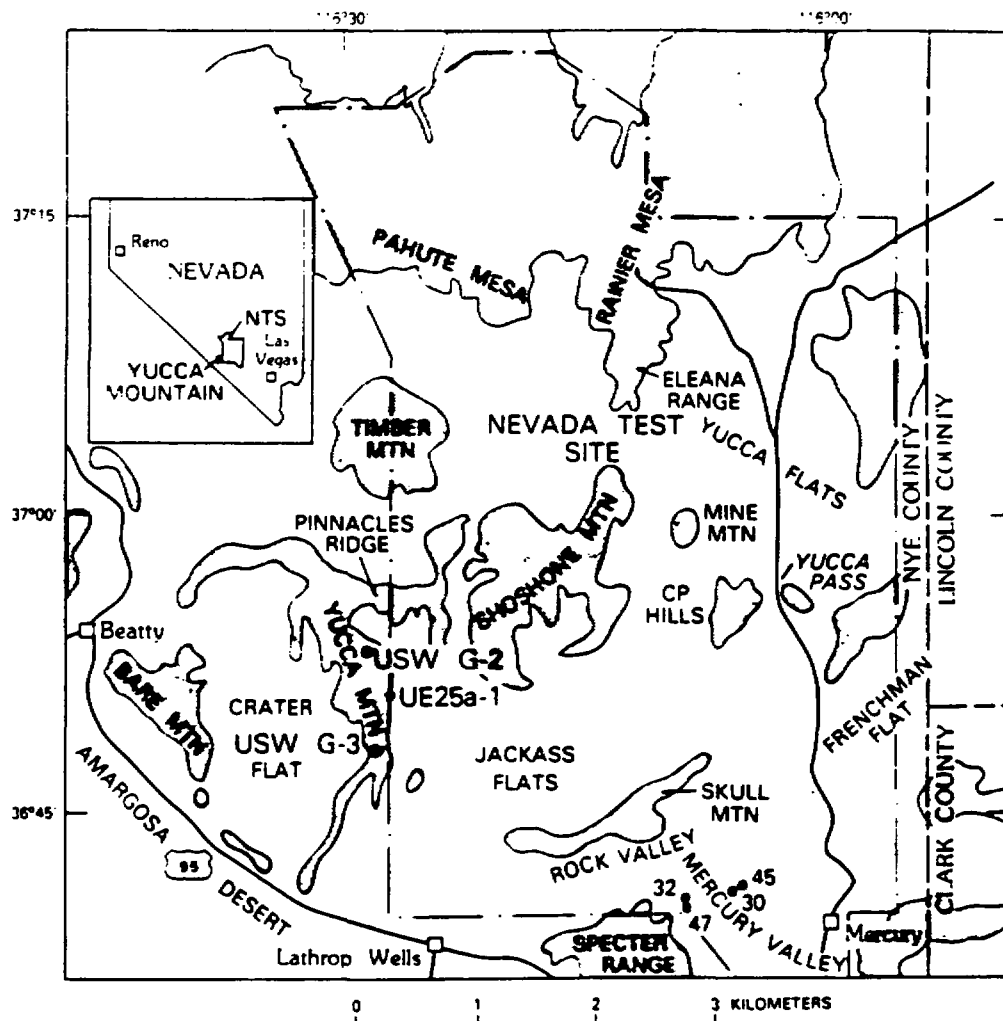 116°30'
116°00'
37°15'
Reno
NEVADA
NTS
Las
Vegas
YUCCA
MOUNTAIN
PAHUTE MESA
RAINIER MESA
ELEANA
RANGE
TIMBER
MTN
NEVADA TEST
SITE
YUCCA FLATS
NYE COUNTY
LINCOLN COUNTY
37°00'
PINNACLES
RIDGE
SHOSHONE MTN
MINE
MTN
YUCCA
PASS
CP
HILLS
Beatty
YUCCA MTN
USW G-2
UE25a-1
BARE MTN
CRATER
FLAT
USW G-3
JACKASS
FLATS
FRENCHMAN
FLAT
CLARK COUNTY
36°45'
AMARGOSA
DESERT
95
SKULL
MTN
ROCK VALLEY
MERCURY VALLEY
32
47
45
30
Mercury
Lathrop Wells
SPECTER
RANGE
0 1 2 3 KILOMETERS